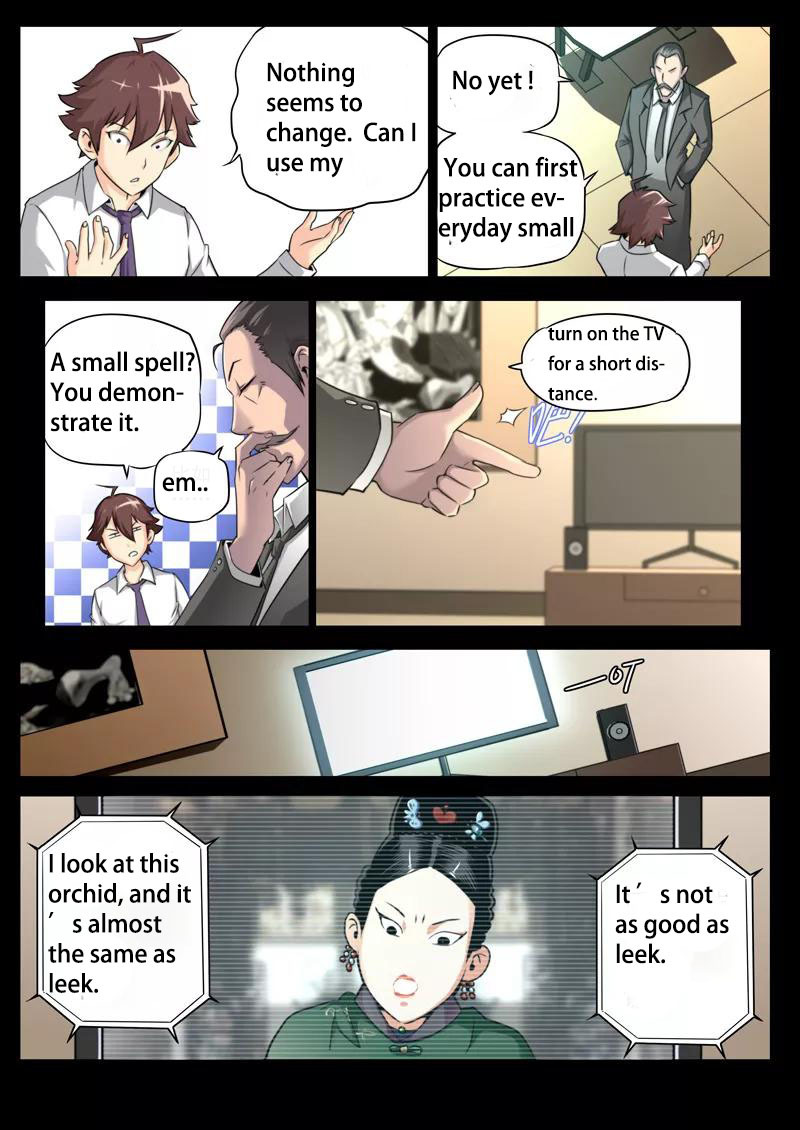 Nothing
seems to
change. Can I
use my
No yet !
You can first
practice ev-
eryday small
A small spell?
You demon-
strate it.
em..
turn on the TV
for a short dis-
tance.
吧!
I look at this
orchid, and it
′ s almost
the same as
leek.
It ′ s not
as good as
leek.